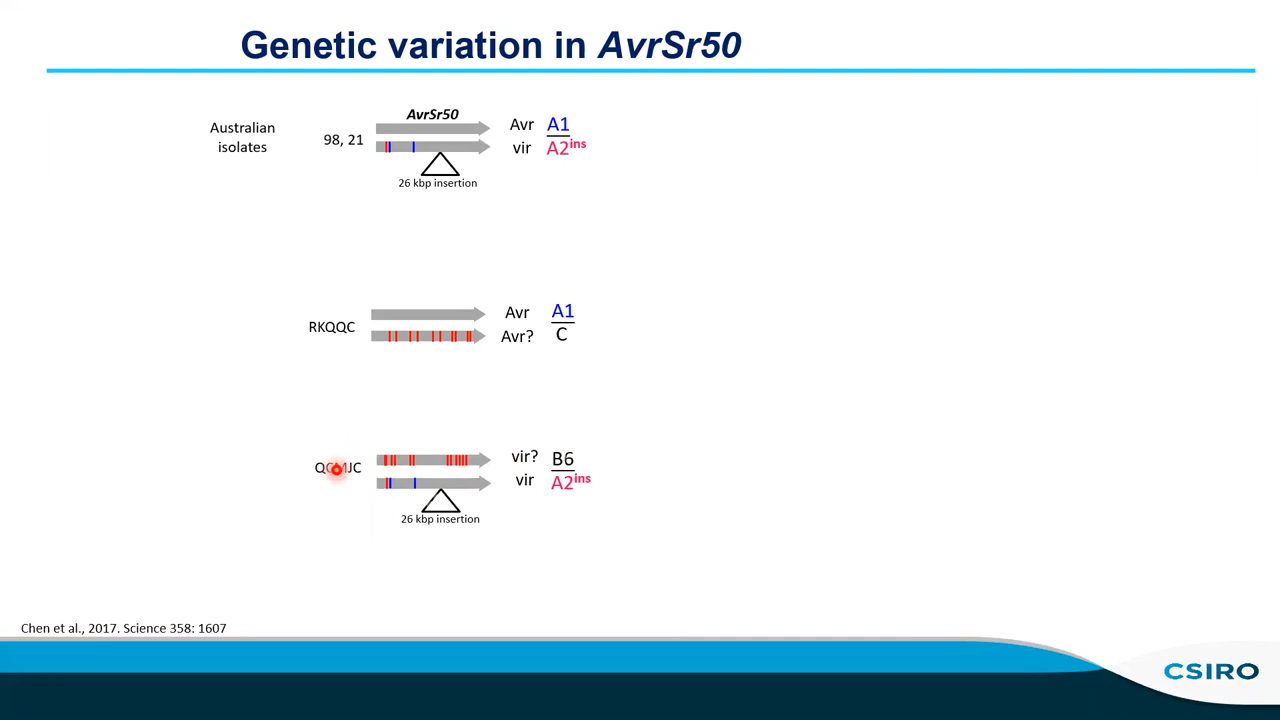 Genetic variation in AvrSr50
AvrSr50
Australian
isolates
98, 21
Avr
vir
A1
A2ins
26 kbp insertion
RKQQC
Avr
Avr?
A1
C
QCMJC
vir?
vir
B6
A2ins
26 kbp insertion
Chen et al., 2017. Science 358: 1607
CSIRO